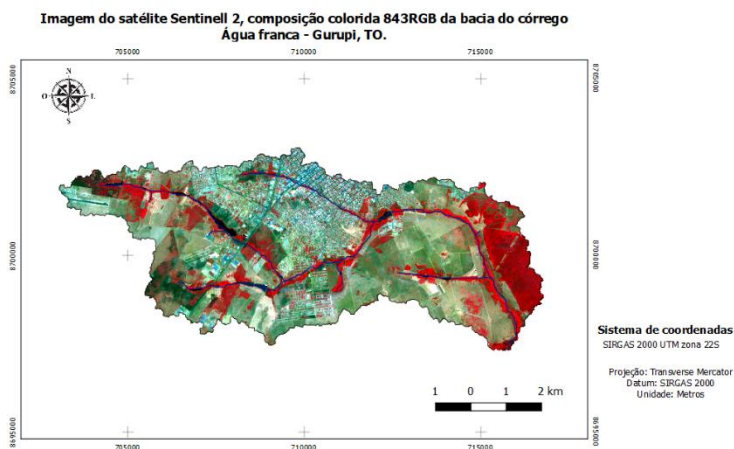 Imagem do satélite Sentinell 2, composição colorida 843RGB da bacia do córrego
Água franca - Gurupi, TO.
705000
710000
715000
8705000
8705000
N
O
L
S
8700000
8700000
Sistema de coordenadas
SIRGAS 2000 UTM zona 22S
Projeção: Transverse Mercator
Datum: SIRGAS 2000
Unidade: Metros
1 0 1 2 km
8695000
8695000
705000
710000
715000